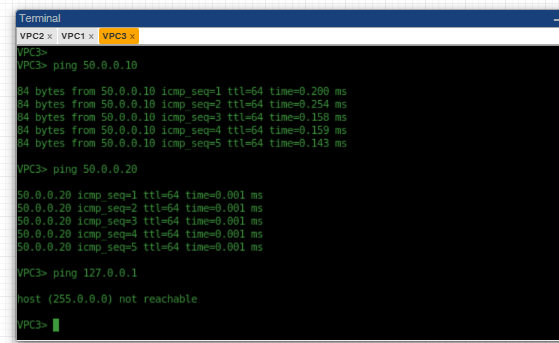 Terminal
VPC2 x VPC1 x VPC3 x
VPC3>
VPC3> ping 50.0.0.10
84 bytes from 50.0.0.10 icmp_seq=1 ttl=64 time=0.200 ms
84 bytes from 50.0.0.10 icmp_seq=2 ttl=64 time=0.254 ms
84 bytes from 50.0.0.10 icmp_seq=3 ttl=64 time=0.158 ms
84 bytes from 50.0.0.10 icmp_seq=4 ttl=64 time=0.159 ms
84 bytes from 50.0.0.10 icmp_seq=5 ttl=64 time=0.143 ms
VPC3> ping 50.0.0.20
50.0.0.20 icmp_seq=1 ttl=64 time=0.001 ms
50.0.0.20 icmp_seq=2 ttl=64 time=0.001 ms
50.0.0.20 icmp_seq=3 ttl=64 time=0.001 ms
50.0.0.20 icmp_seq=4 ttl=64 time=0.001 ms
50.0.0.20 icmp_seq=5 ttl=64 time=0.001 ms
VPC3> ping 127.0.0.1
host (255.0.0.0) not reachable
VPC3>